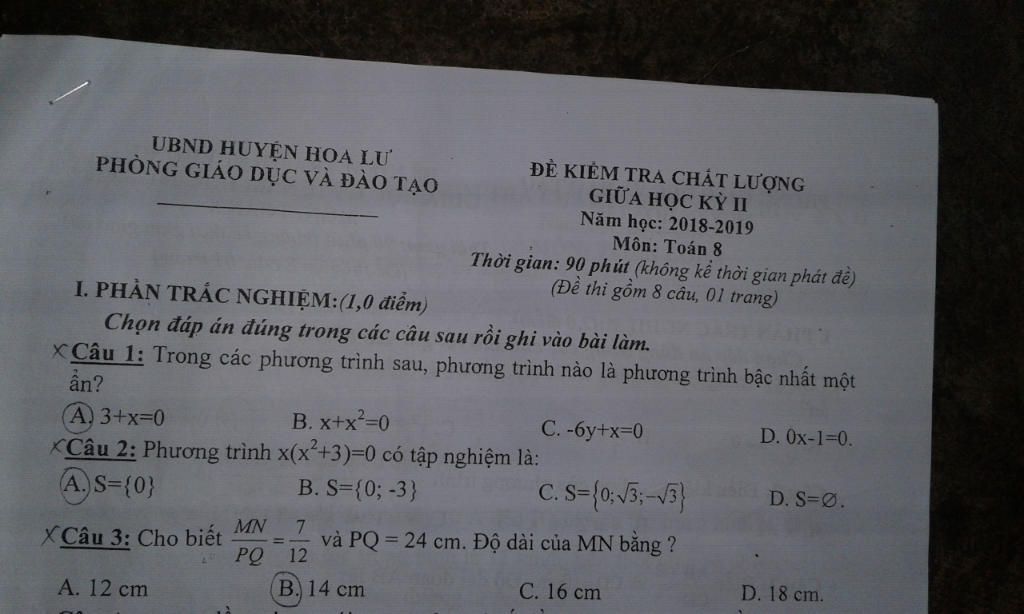 UBND HUYỆN HOA LƯ
PHÒNG GIÁO DỤC VÀ ĐÀO TẠO
ĐỀ KIỂM TRA CHẤT LƯỢNG
GIỮA HỌC KỲ II
Năm học: 2018-2019
Môn: Toán 8
Thời gian: 90 phút (không kể thời gian phát đề)
(Đề thi gồm 8 câu, 01 trang)
I. PHẦN TRẮC NGHIỆM:(1,0 điểm)
Chọn đáp án đúng trong các câu sau rồi ghi vào bài làm.
Câu 1: Trong các phương trình sau, phương trình nào là phương trình bậc nhất một
ẩn?
A. 3+x=0 B. x+x²=0 C. -6y+x=0 D. 0x-1=0.
Câu 2: Phương trình x(x²+3)=0 có tập nghiệm là:
A. S={0} B. S={0; -3} C. S={0;√3;-√3} D. S=∅.
Câu 3: Cho biết MN/PQ = 7/12 và PQ = 24 cm. Độ dài của MN bằng ?
A. 12 cm B. 14 cm C. 16 cm D. 18 cm.